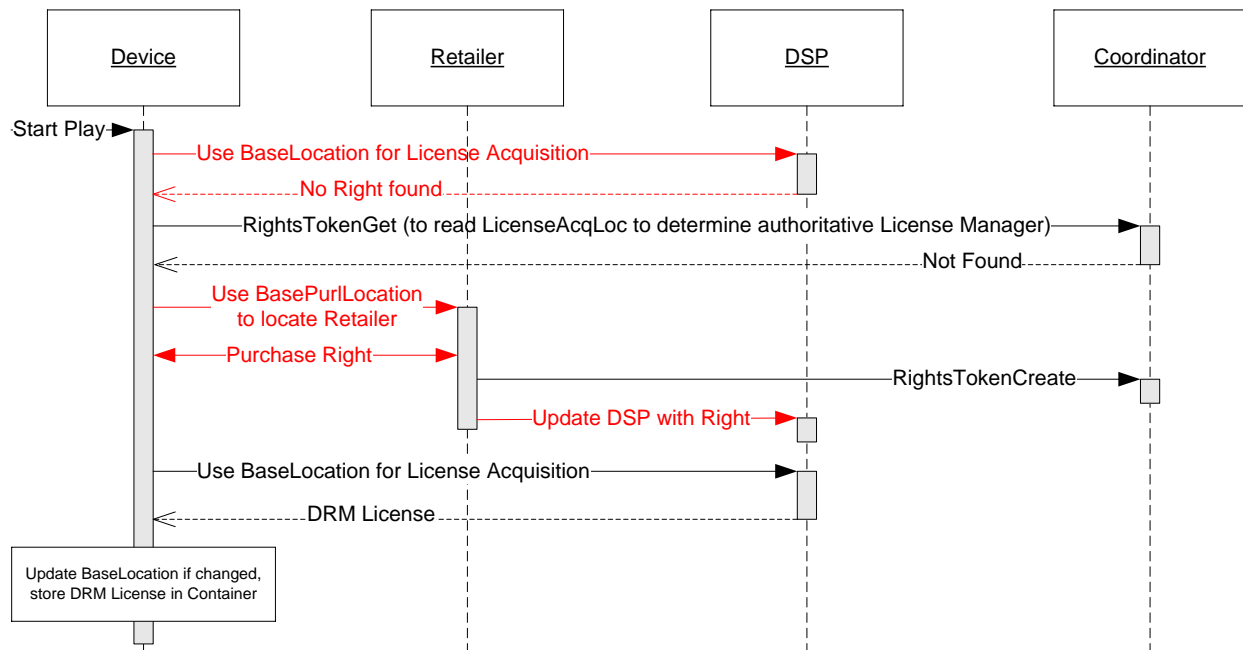 Device
Retailer
DSP
Coordinator
Start Play
Use BaseLocation for License Acquisition
No Right found
RightsTokenGet (to read LicenseAcqLoc to determine authoritative License Manager)
Not Found
Use BasePurlLocation
to locate Retailer
Purchase Right
RightsTokenCreate
Update DSP with Right
Use BaseLocation for License Acquisition
DRM License
Update BaseLocation if changed,
store DRM License in Container